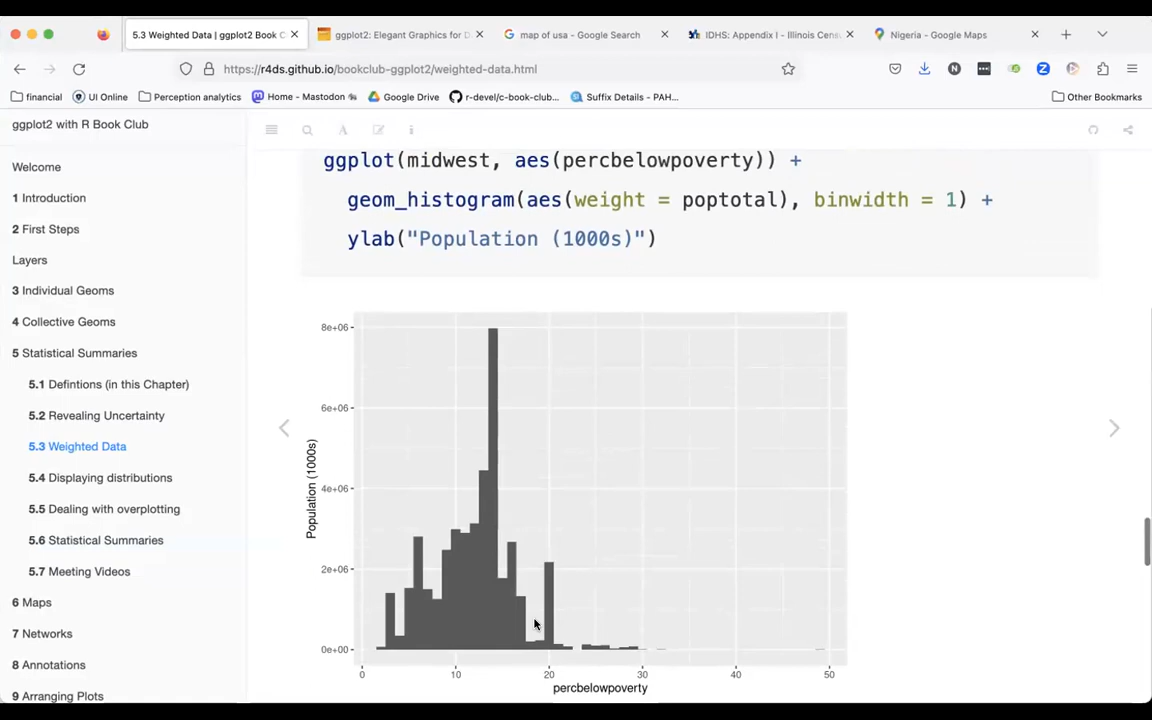 5.3 Weighted Data | ggplot2 Book C
ggplot2: Elegant Graphics for D
map of usa - Google Search
IDHS: Appendix I - Illinois Censu
Nigeria - Google Maps
https://r4ds.github.io/bookclub-ggplot2/weighted-data.html
financial
UI Online
Perception analytics
Home - Mastodon
Google Drive
r-devel/c-book-club...
Suffix Details - PAH...
Other Bookmarks
ggplot2 with R Book Club
Welcome
1 Introduction
2 First Steps
Layers
3 Individual Geoms
4 Collective Geoms
5 Statistical Summaries
5.1 Defintions (in this Chapter)
5.2 Revealing Uncertainty
5.3 Weighted Data
5.4 Displaying distributions
5.5 Dealing with overplotting
5.6 Statistical Summaries
5.7 Meeting Videos
6 Maps
7 Networks
8 Annotations
9 Arranging Plots
ggplot(midwest, aes(percbelowpoverty)) +
geom_histogram(aes(weight = poptotal), binwidth = 1) +
ylab("Population (1000s)")
Population (1000s)
8e+06
6e+06
4e+06
2e+06
0e+00
0 10 20 30 40 50
percbelowpoverty